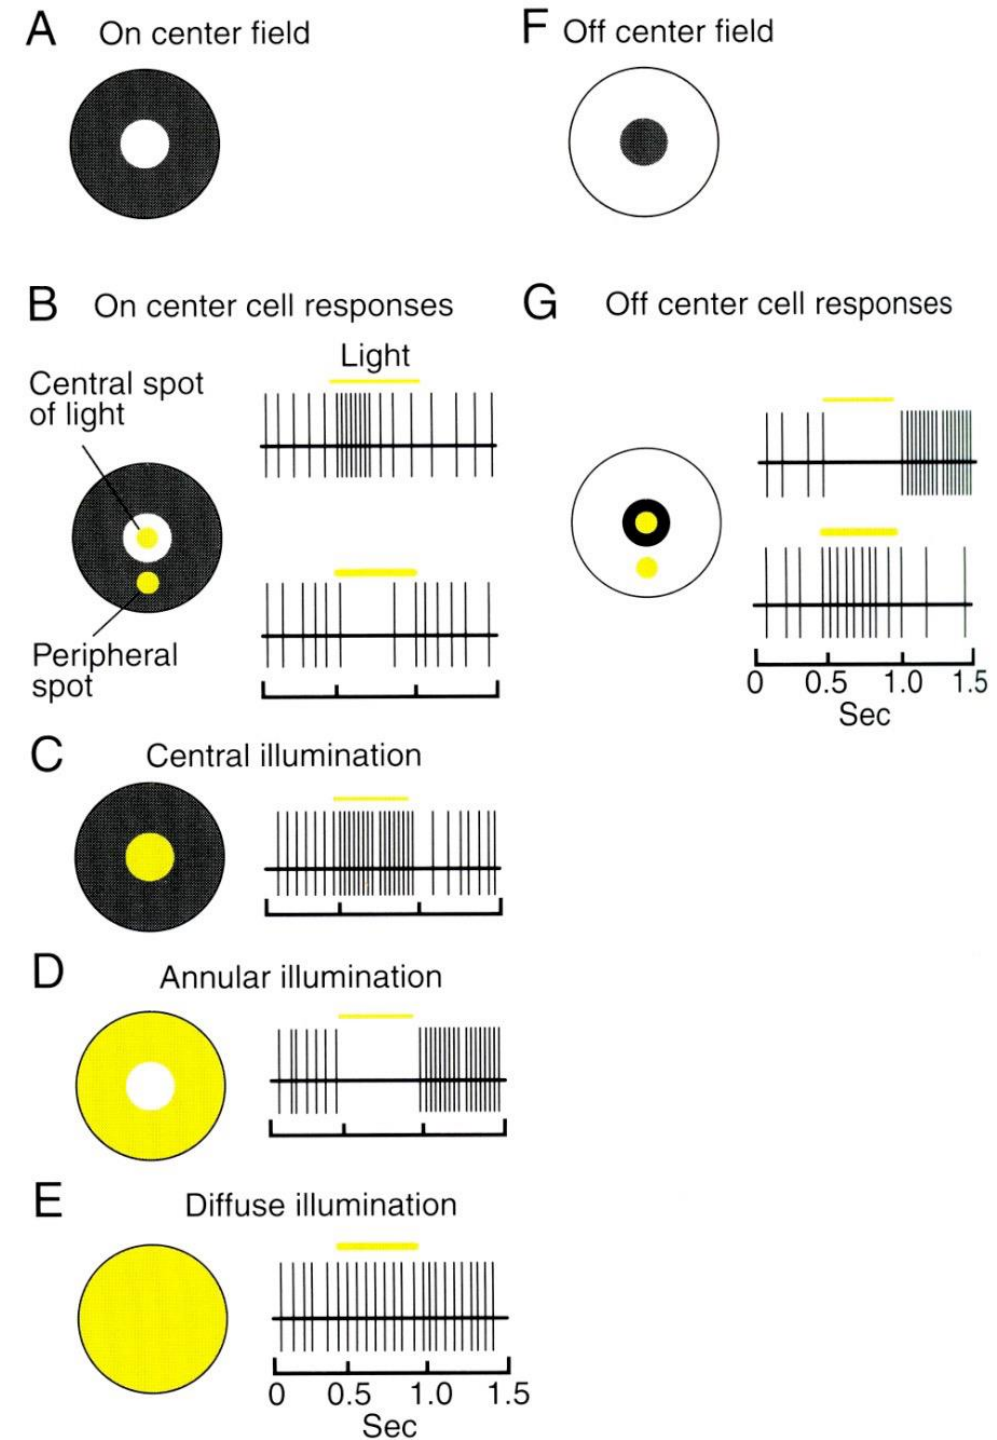 A On center field
F Off center field
B On center cell responses
Light
Central spot
of light
Peripheral
spot
G Off center cell responses
0 0.5 1.0 1.5
Sec
C Central illumination
D Annular illumination
E Diffuse illumination
0 0.5 1.0 1.5
Sec